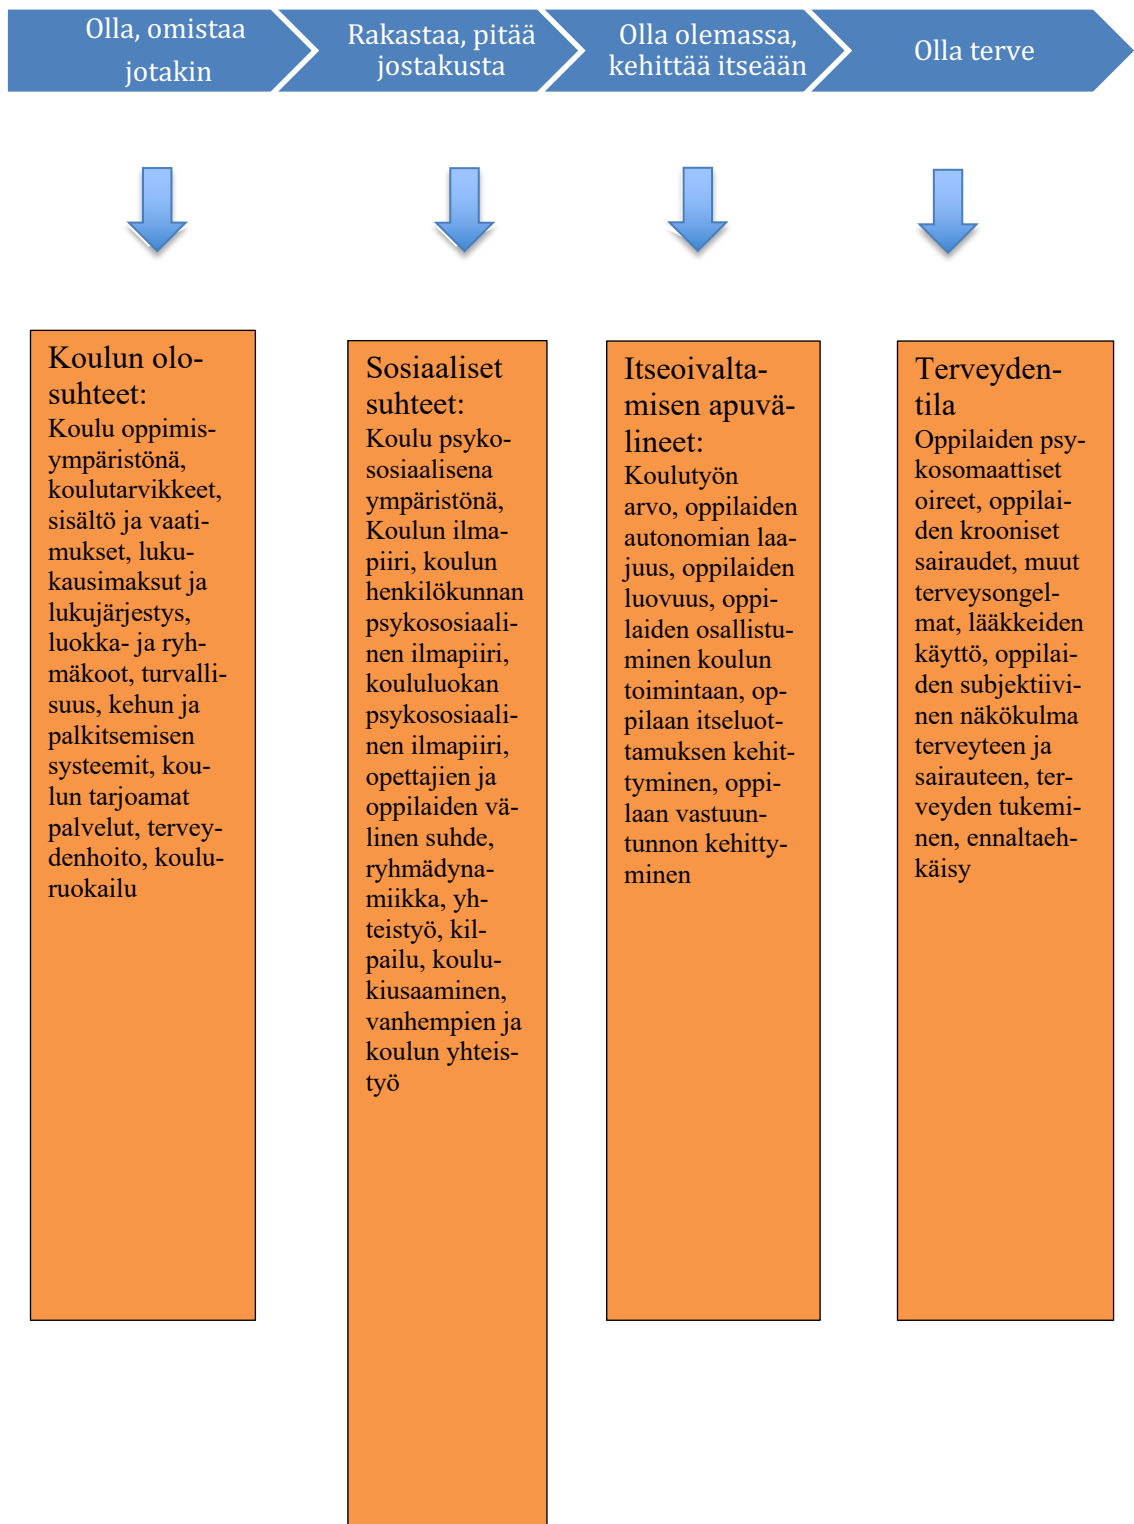 Olla, omistaa
jotakin
Rakastaa, pitää
jostakusta
Olla olemassa,
kehittää itseään
Olla terve
Koulun olo-
suhteet:
Koulu oppimis-
ympäristönä,
koulutarvikkeet,
sisältö ja vaati-
mukset, luku-
kausimaksut ja
lukujärjestys,
luokka- ja ryh-
mäkoot, turvalli-
suus, kehun ja
palkitsemisen
systeemit, kou-
lun tarjoamat
palvelut, tervey-
denhoito, koulu-
ruokailu
Sosiaaliset
suhteet:
Koulu psyko-
sosiaalisena
ympäristönä,
Koulun ilma-
piiri, koulun
henkilökunnan
psykososiaali-
nen ilmapiiri,
koululuokan
psykososiaali-
nen ilmapiiri,
opettajien ja
oppilaiden vä-
linen suhde,
ryhmädyna-
miikka, yh-
teistyö, kil-
pailu, koulu-
kiusaaminen,
vanhempien ja
koulun yhteis-
työ
Itseoivalta-
misen apuvä-
lineet:
Koulutyön
arvo, oppilaiden
autonomian laa-
juus, oppilaiden
luovuus, oppi-
laiden osallistu-
minen koulun
toimintaan, op-
pilaan itseluot-
tamuksen kehit-
tyminen, oppi-
laan vastuun-
tunnon kehitty-
minen
Terveyden-
tila
Oppilaiden psy-
kosomaattiset
oireet, oppilai-
den krooniset
sairaudet, muut
terveysongel-
mat, lääkkeiden
käyttö, oppilai-
den subjektiivi-
nen näkökulma
terveyteen ja
sairauteen, ter-
veyden tukemi-
nen, ennaltaeh-
käisy